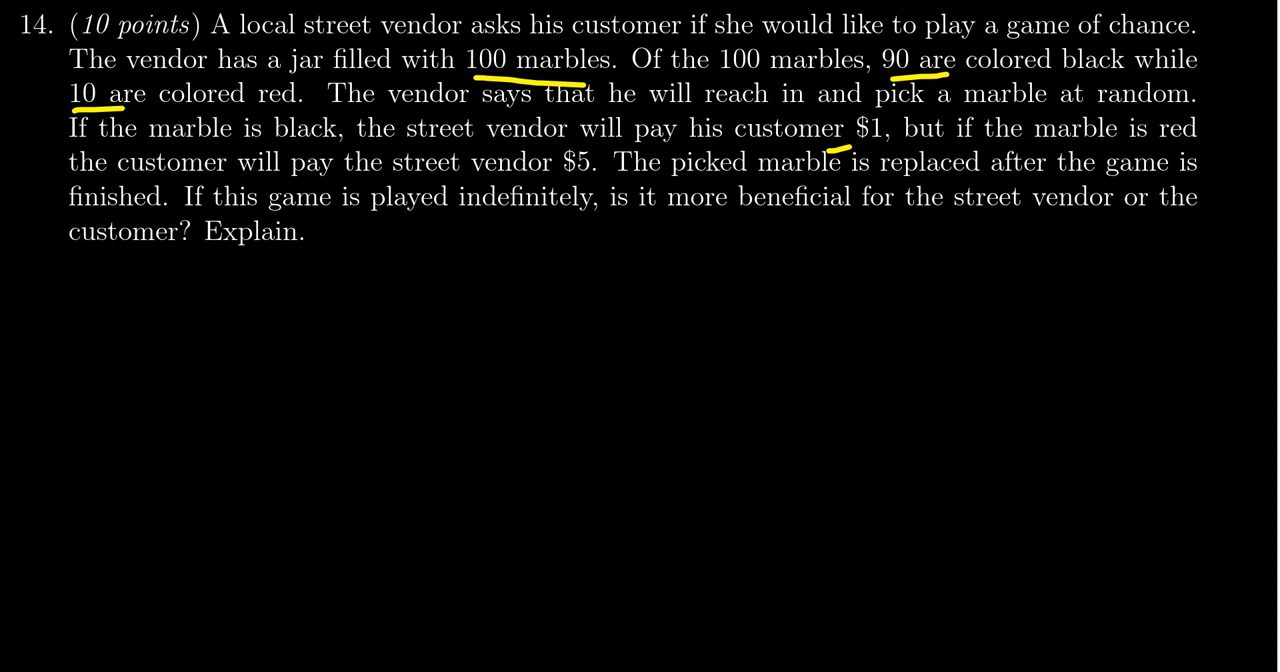 14. (10 points) A local street vendor asks his customer if she would like to play a game of chance.
The vendor has a jar filled with 100 marbles. Of the 100 marbles, 90 are colored black while
10 are colored red. The vendor says that he will reach in and pick a marble at random.
If the marble is black, the street vendor will pay his customer $1, but if the marble is red
the customer will pay the street vendor $5. The picked marble is replaced after the game is
finished. If this game is played indefinitely, is it more beneficial for the street vendor or the
customer? Explain.